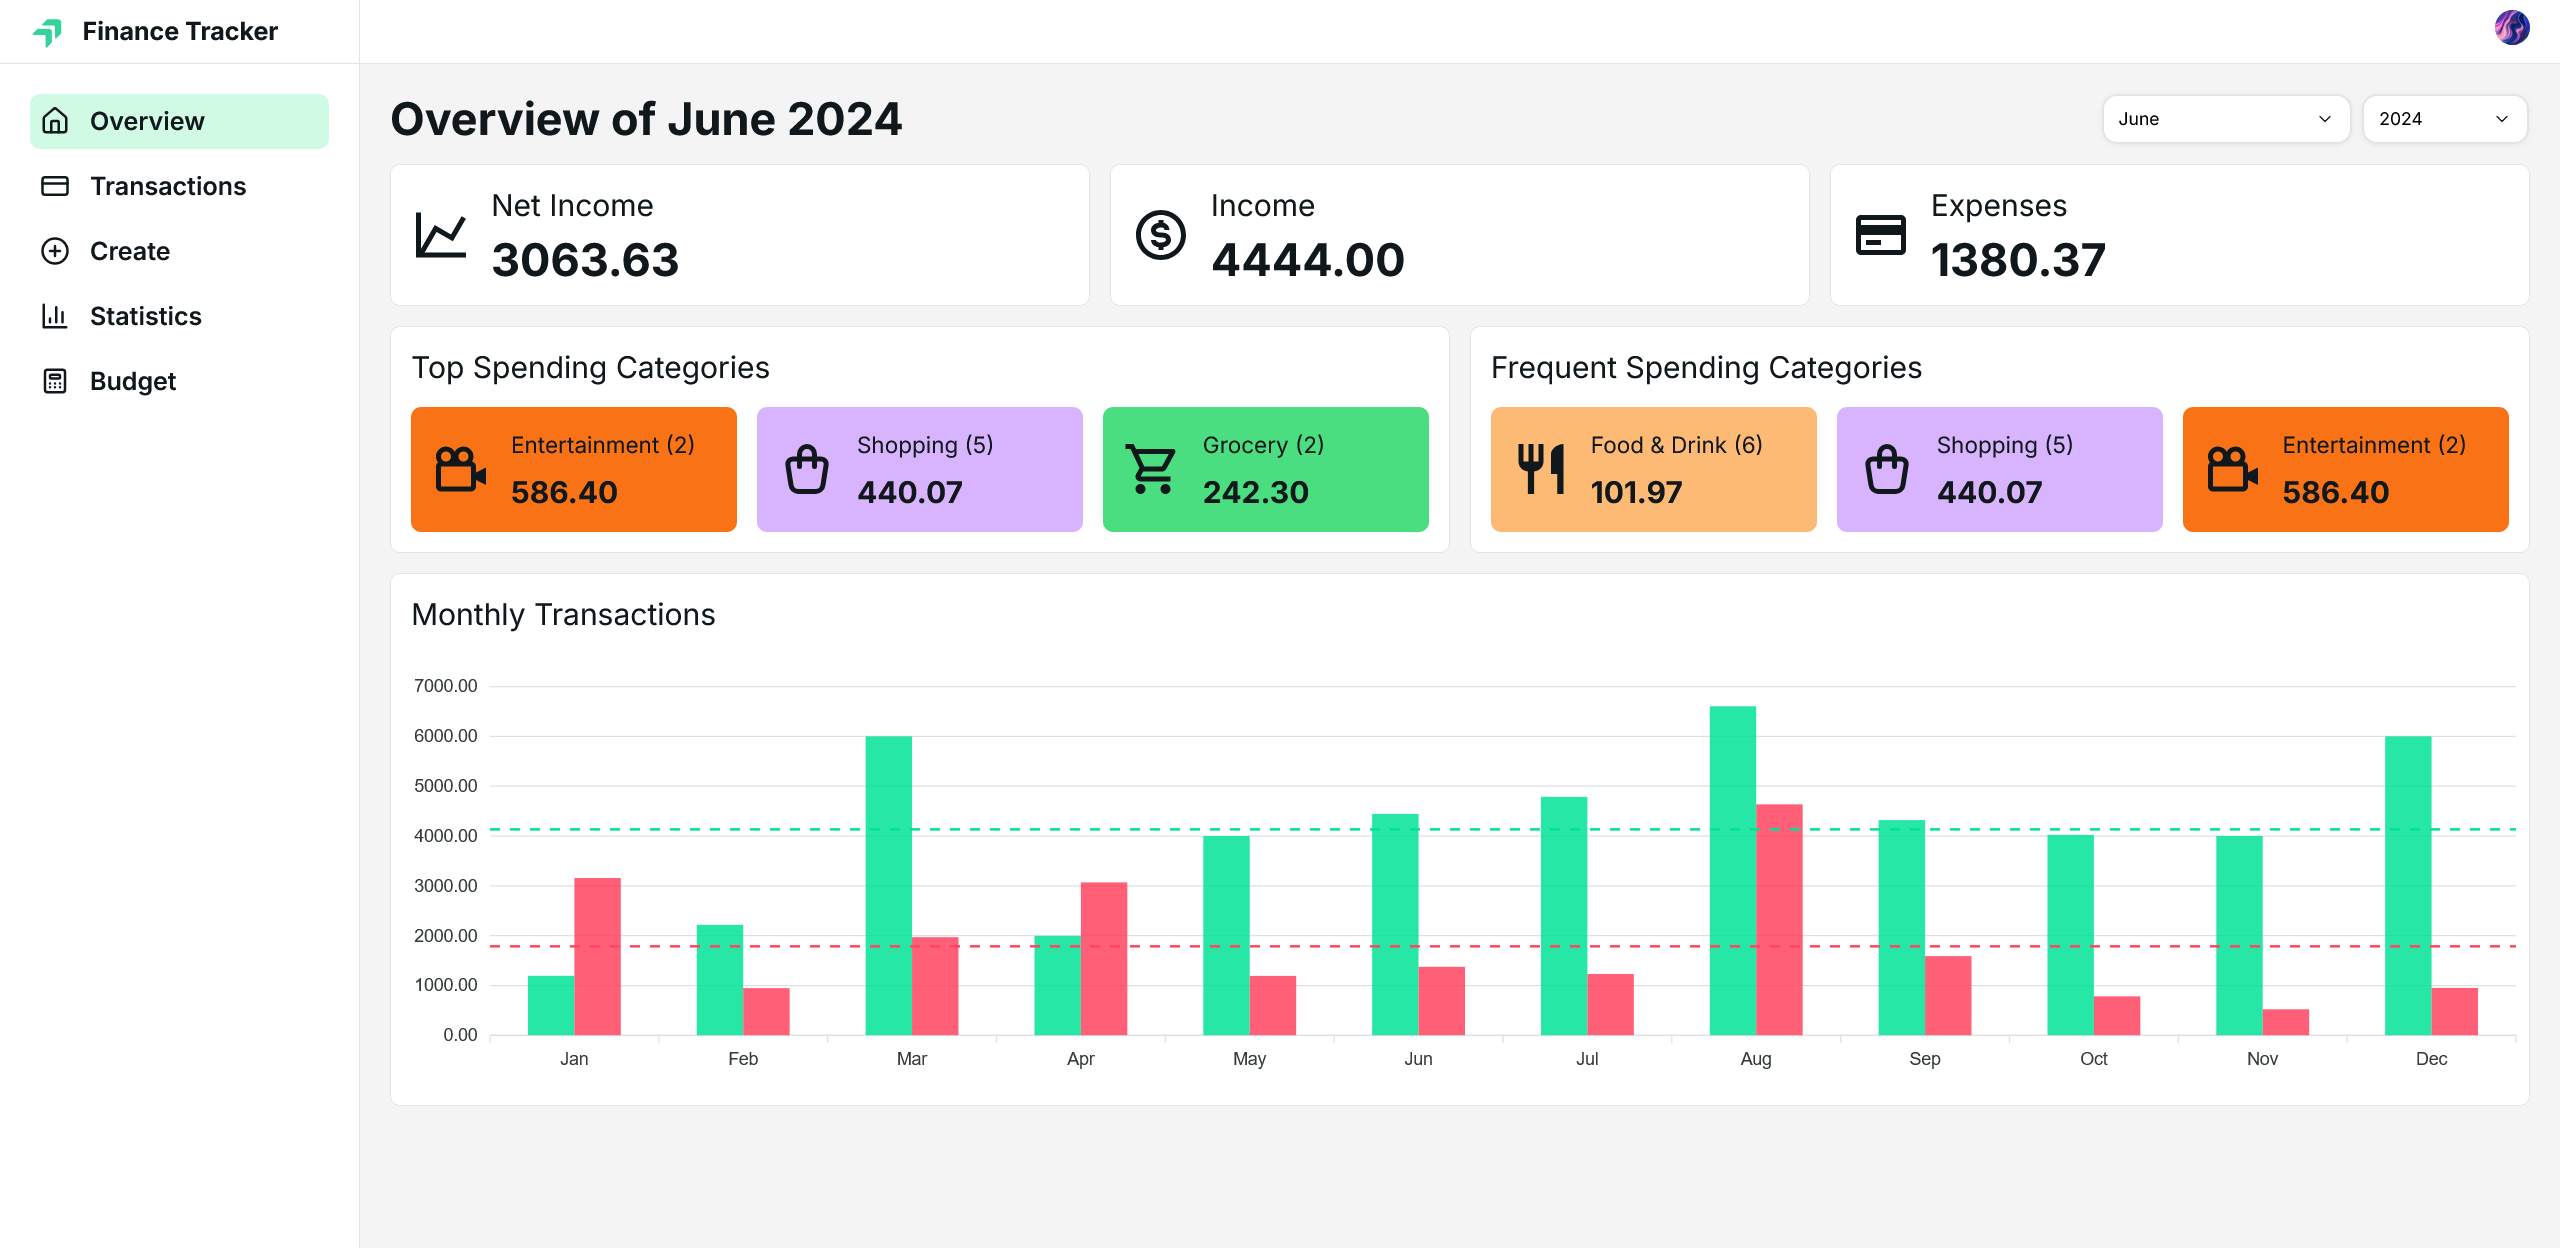 Finance Tracker
Overview
Transactions
Create
Statistics
Budget
Overview of June 2024
June
2024
Net Income
3063.63
Income
4444.00
Expenses
1380.37
Top Spending Categories
Entertainment (2)
586.40
Shopping (5)
440.07
Grocery (2)
242.30
Frequent Spending Categories
Food & Drink (6)
101.97
Shopping (5)
440.07
Entertainment (2)
586.40
Monthly Transactions
7000.00
6000.00
5000.00
4000.00
3000.00
2000.00
1000.00
0.00
Jan Feb Mar Apr May Jun Jul Aug Sep Oct Nov Dec